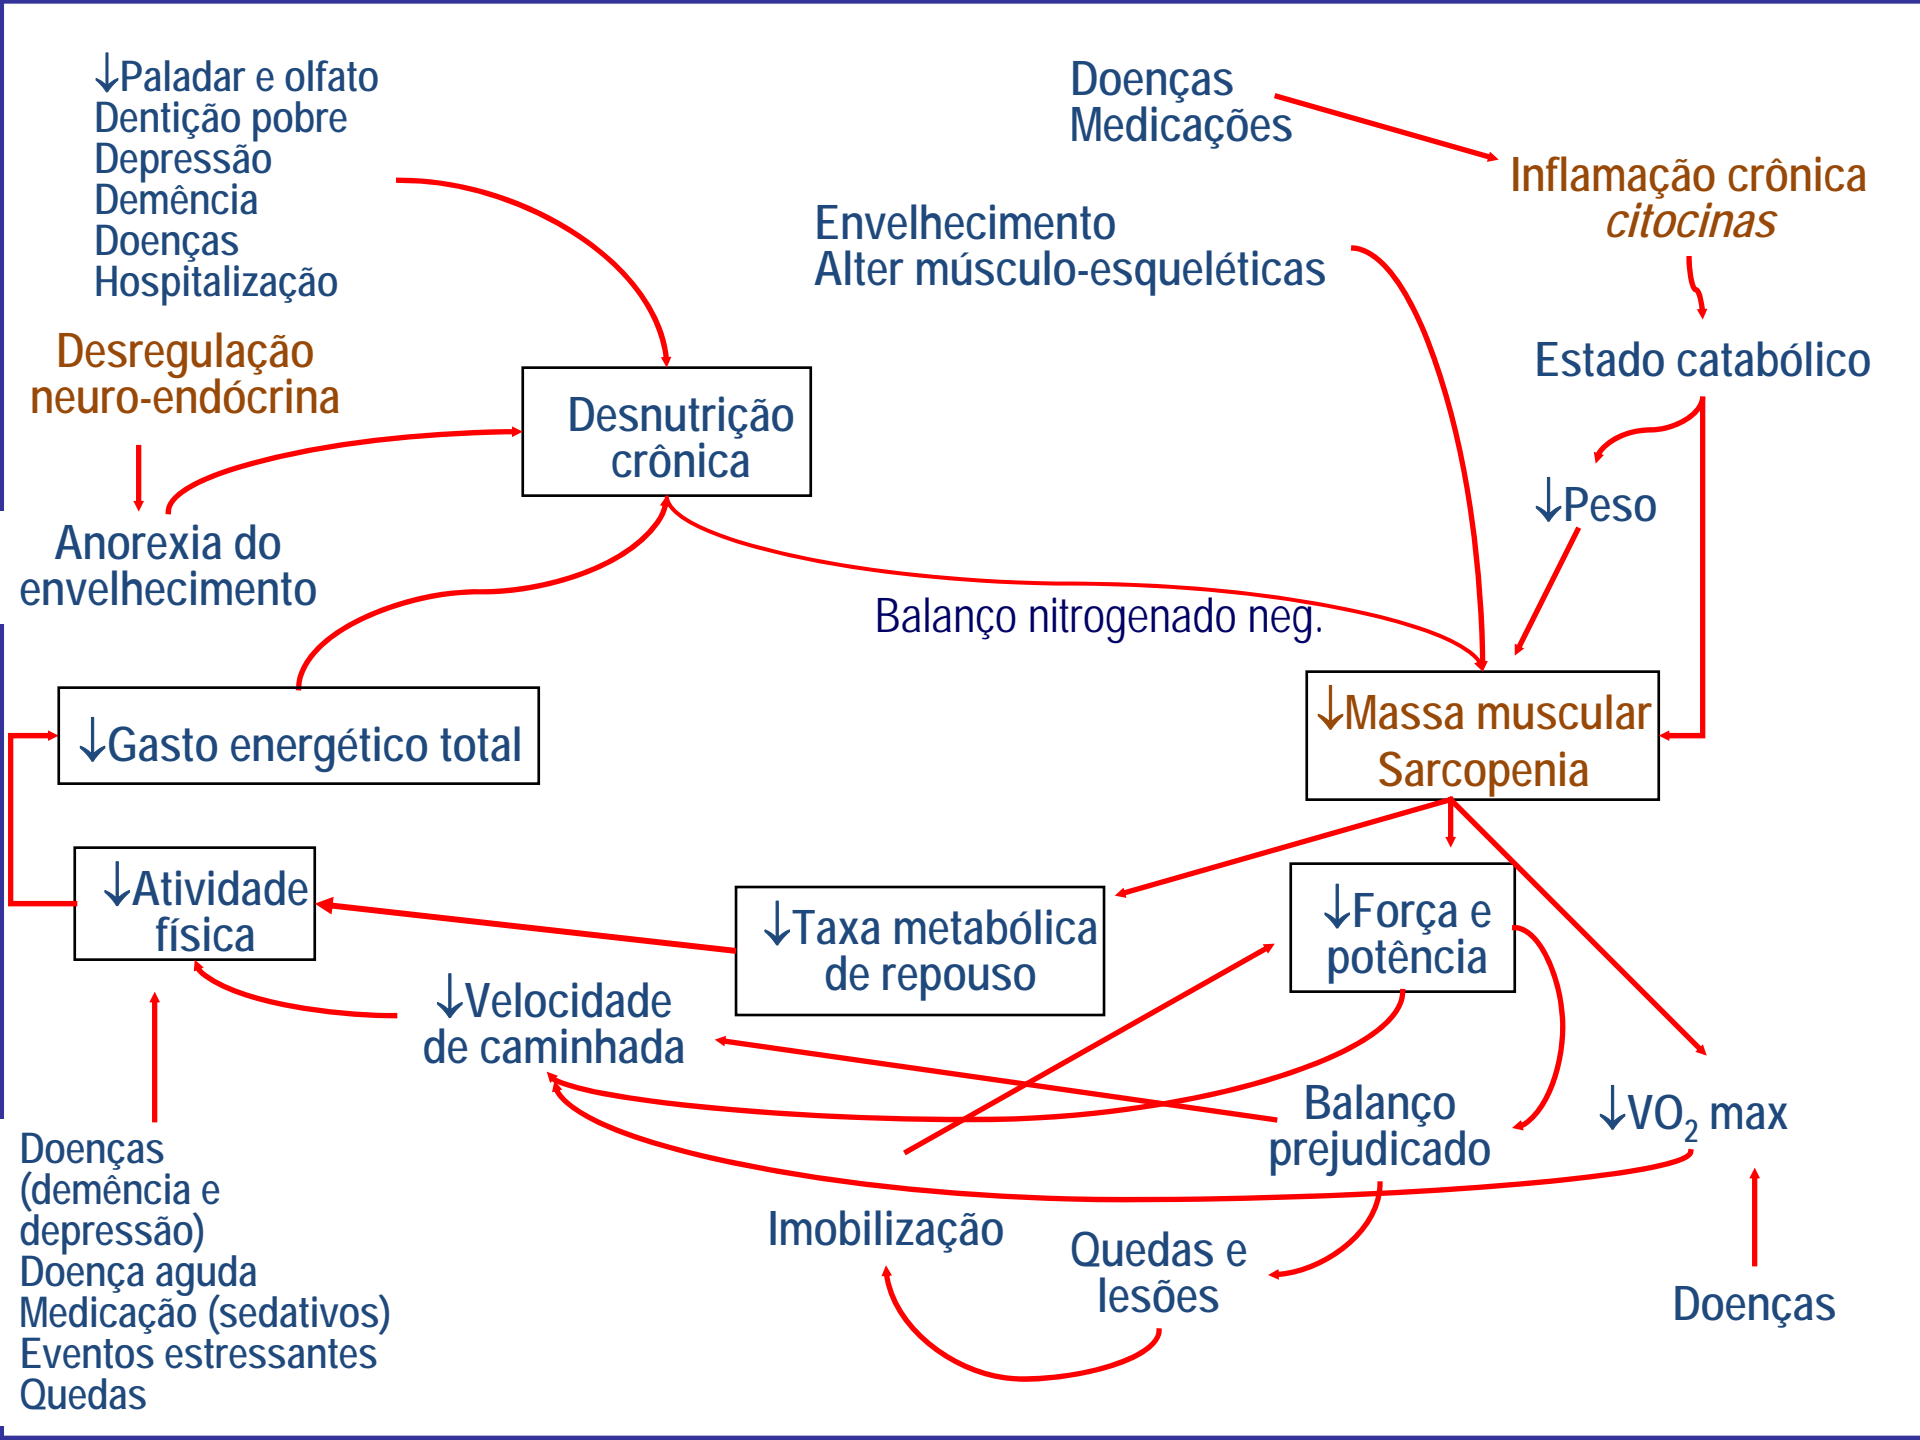 ↓Paladar e olfato
Dentição pobre
Depressão
Demência
Doenças
Hospitalização
Doenças
Medicações
Inflamação crônica
citocinas
Envelhecimento
Alter músculo-esqueléticas
Desregulação
neuro-endócrina
Estado catabólico
Desnutrição
crônica
↓Peso
Anorexia do
envelhecimento
Balanço nitrogenado neg.
↓Gasto energético total
↓Massa muscular
Sarcopenia
↓Atividade
física
↓Taxa metabólica
de repouso
↓Força e
potência
↓Velocidade
de caminhada
Balanço
prejudicado
↓VO₂ max
Doenças
(demência e
depressão)
Doença aguda
Medicação (sedativos)
Eventos estressantes
Quedas
Imobilização
Quedas e
lesões
Doenças